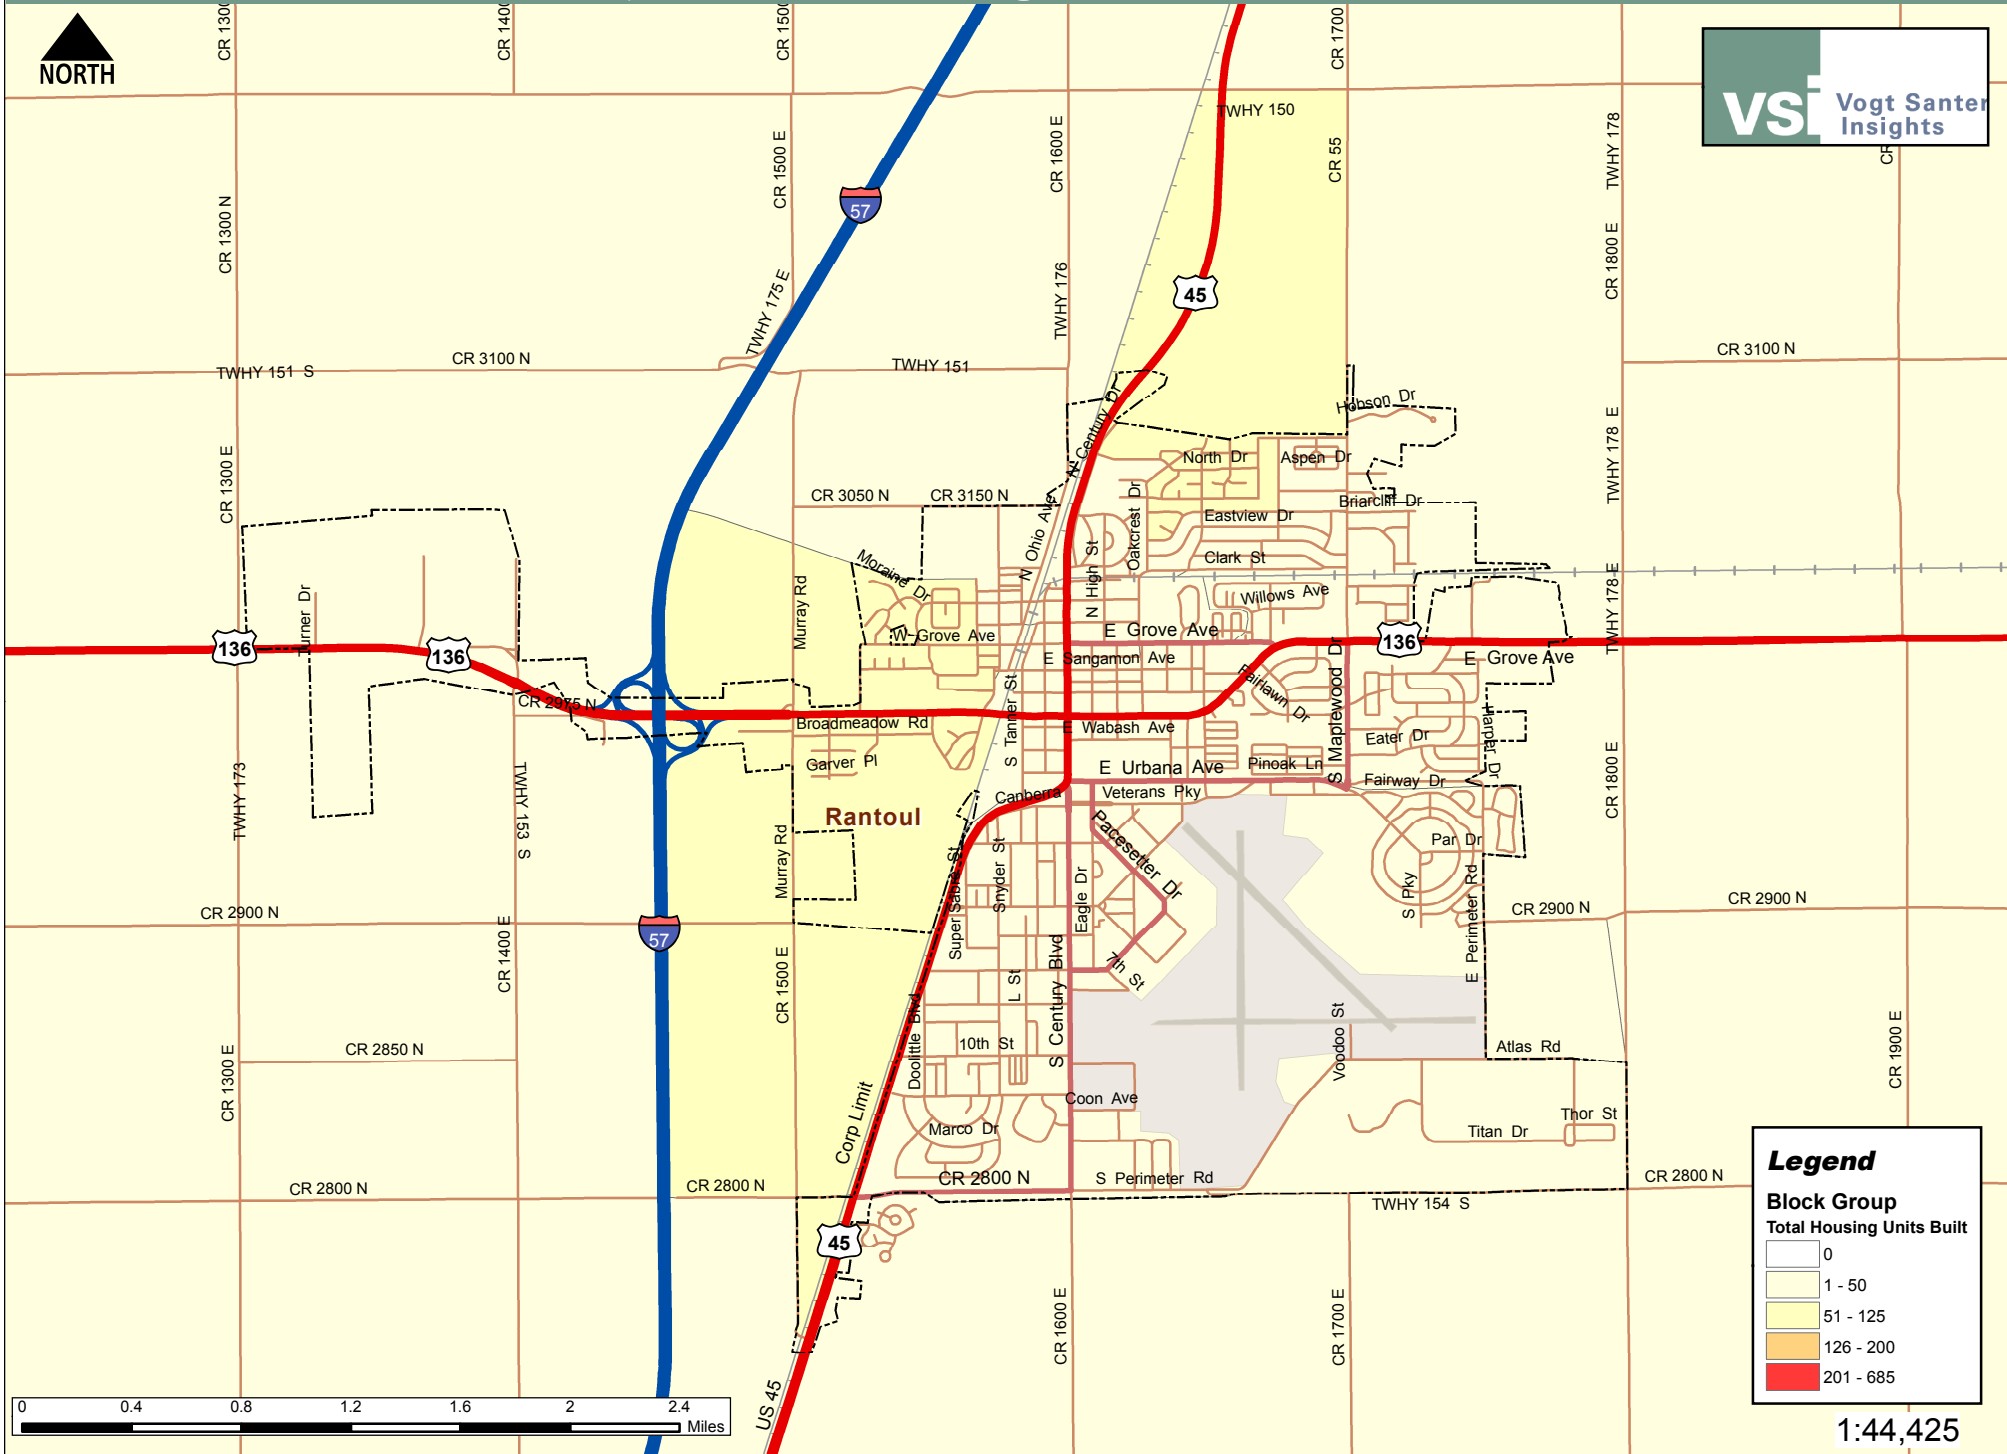 NORTH
CR 1300
CR 1400
CR 1500
CR 1700
vsi Vogt Santer
Insights
TWHY 150
CR 1500 E
CR 1600 E
CR 55
TWHY 178
CR
57
CR 1300 N
CR 1800 E
TWHY 175 E
TWHY 176
45
TWHY 151 S
CR 3100 N
TWHY 151
CR 3100 N
N Century Dr
Hobson Dr
CR 1300 E
North Dr
Aspen Dr
TWHY 178 E
CR 3050 N
CR 3150 N
N Ohio Ave
Oakcrest Dr
Briarcliff Dr
Eastview Dr
Clark St
Moraine Dr
N High St
Willows Ave
TWHY 178 E
Turner Dr
Murray Rd
136
136
W Grove Ave
E Grove Ave
136
E Sangamon Ave
E Grove Ave
Fairlawn Dr
S Maplewood Dr
CR 2975 N
Broadmeadow Rd
S Tanner St
E Wabash Ave
Eater Dr
Harper Dr
Garver Pl
E Urbana Ave
Pinoak Ln
Fairway Dr
TWHY 173
TWHY 153 S
CR 1800 E
Canberra
Veterans Pky
Rantoul
Pacesetter Dr
Par Dr
Murray Rd
Super Sabre St
Snyder St
Eagle Dr
S Pky
E Perimeter Rd
CR 2900 N
CR 2900 N
CR 2900 N
57
CR 1400 E
CR 1500 E
L St
7th St
S Century Blvd
Doolittle Blvd
10th St
Voodoo St
Atlas Rd
CR 2850 N
CR 1300 E
CR 1900 E
Corp Limit
Coon Ave
Marco Dr
Thor St
Titan Dr
CR 2800 N
CR 2800 N
CR 2800 N
S Perimeter Rd
CR 2800 N
TWHY 154 S
45
CR 1600 E
CR 1700 E
US 45
Legend
Block Group
Total Housing Units Built
0
1 - 50
51 - 125
126 - 200
201 - 685
0 0.4 0.8 1.2 1.6 2 2.4
Miles
1:44,425